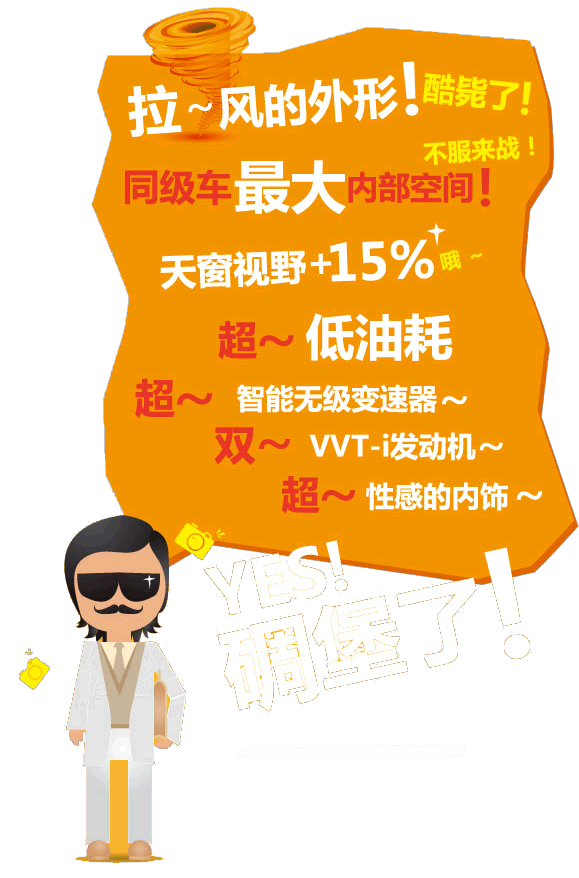 拉~风的外形！酷毙了！
不服来战！
同级车最大内部空间！
天窗视野+15%哦~
超~低油耗
超~智能无级变速器~
双~VVT-i发动机~
超~性感的内饰~
YES!
碉堡了！